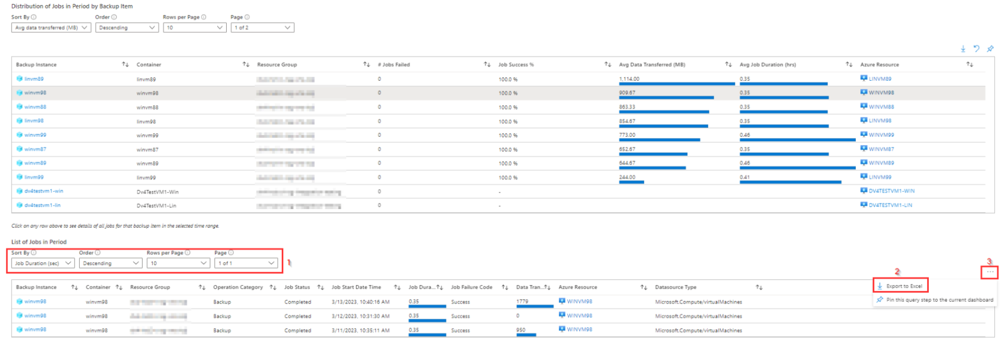 Distribution of Jobs in Period by Backup Item
Sort By Order Rows per Page Page
Avg data transferred (MB) Descending 10 1 of 2
Backup Instance Container Resource Group # Jobs Failed Job Success % Avg Data Transferred (MB) Avg Job Duration (hrs) Azure Resource
linvm89 linvm89 0 100.0 % 1,114.00 0.35 LINVM89
winvm98 winvm98 0 100.0 % 909.67 0.35 WINVM98
winvm88 winvm88 0 100.0 % 863.33 0.35 WINVM88
linvm98 linvm98 0 100.0 % 854.67 0.35 LINVM98
winvm99 winvm99 0 100.0 % 773.00 0.46 WINVM99
winvm87 winvm87 0 100.0 % 652.67 0.35 WINVM87
winvm89 winvm89 0 100.0 % 644.67 0.46 WINVM89
linvm99 linvm99 0 100.0 % 244.00 0.41 LINVM99
dv4testvm1-win Dv4TestVM1-Win 0 - DV4TESTVM1-WIN
dv4testvm1-lin Dv4TestVM1-Lin 0 - DV4TESTVM1-LIN
Click on any row above to see details of all jobs for that backup item in the selected time range.
List of Jobs in Period
Sort By Order Rows per Page Page
Job Duration (sec) Descending 10 1 of 1
1
3
...
2
Export to Excel
Pin this query step to the current dashboard
Backup Instance Container Resource Group Operation Category Job Status Job Start Date Time Job Dura... Job Failure Code Data Tran... Azure Resource Datasource Type
winvm98 winvm98 Backup Completed 3/13/2023, 10:40:16 AM 0.35 Success 1779 WINVM98 Microsoft.Compute/virtualMachines
winvm98 winvm98 Backup Completed 3/12/2023, 10:31:30 AM 0.35 Success 0 WINVM98 Microsoft.Compute/virtualMachines
winvm98 winvm98 Backup Completed 3/11/2023, 10:35:11 AM 0.35 Success 950 WINVM98 Microsoft.Compute/virtualMachines